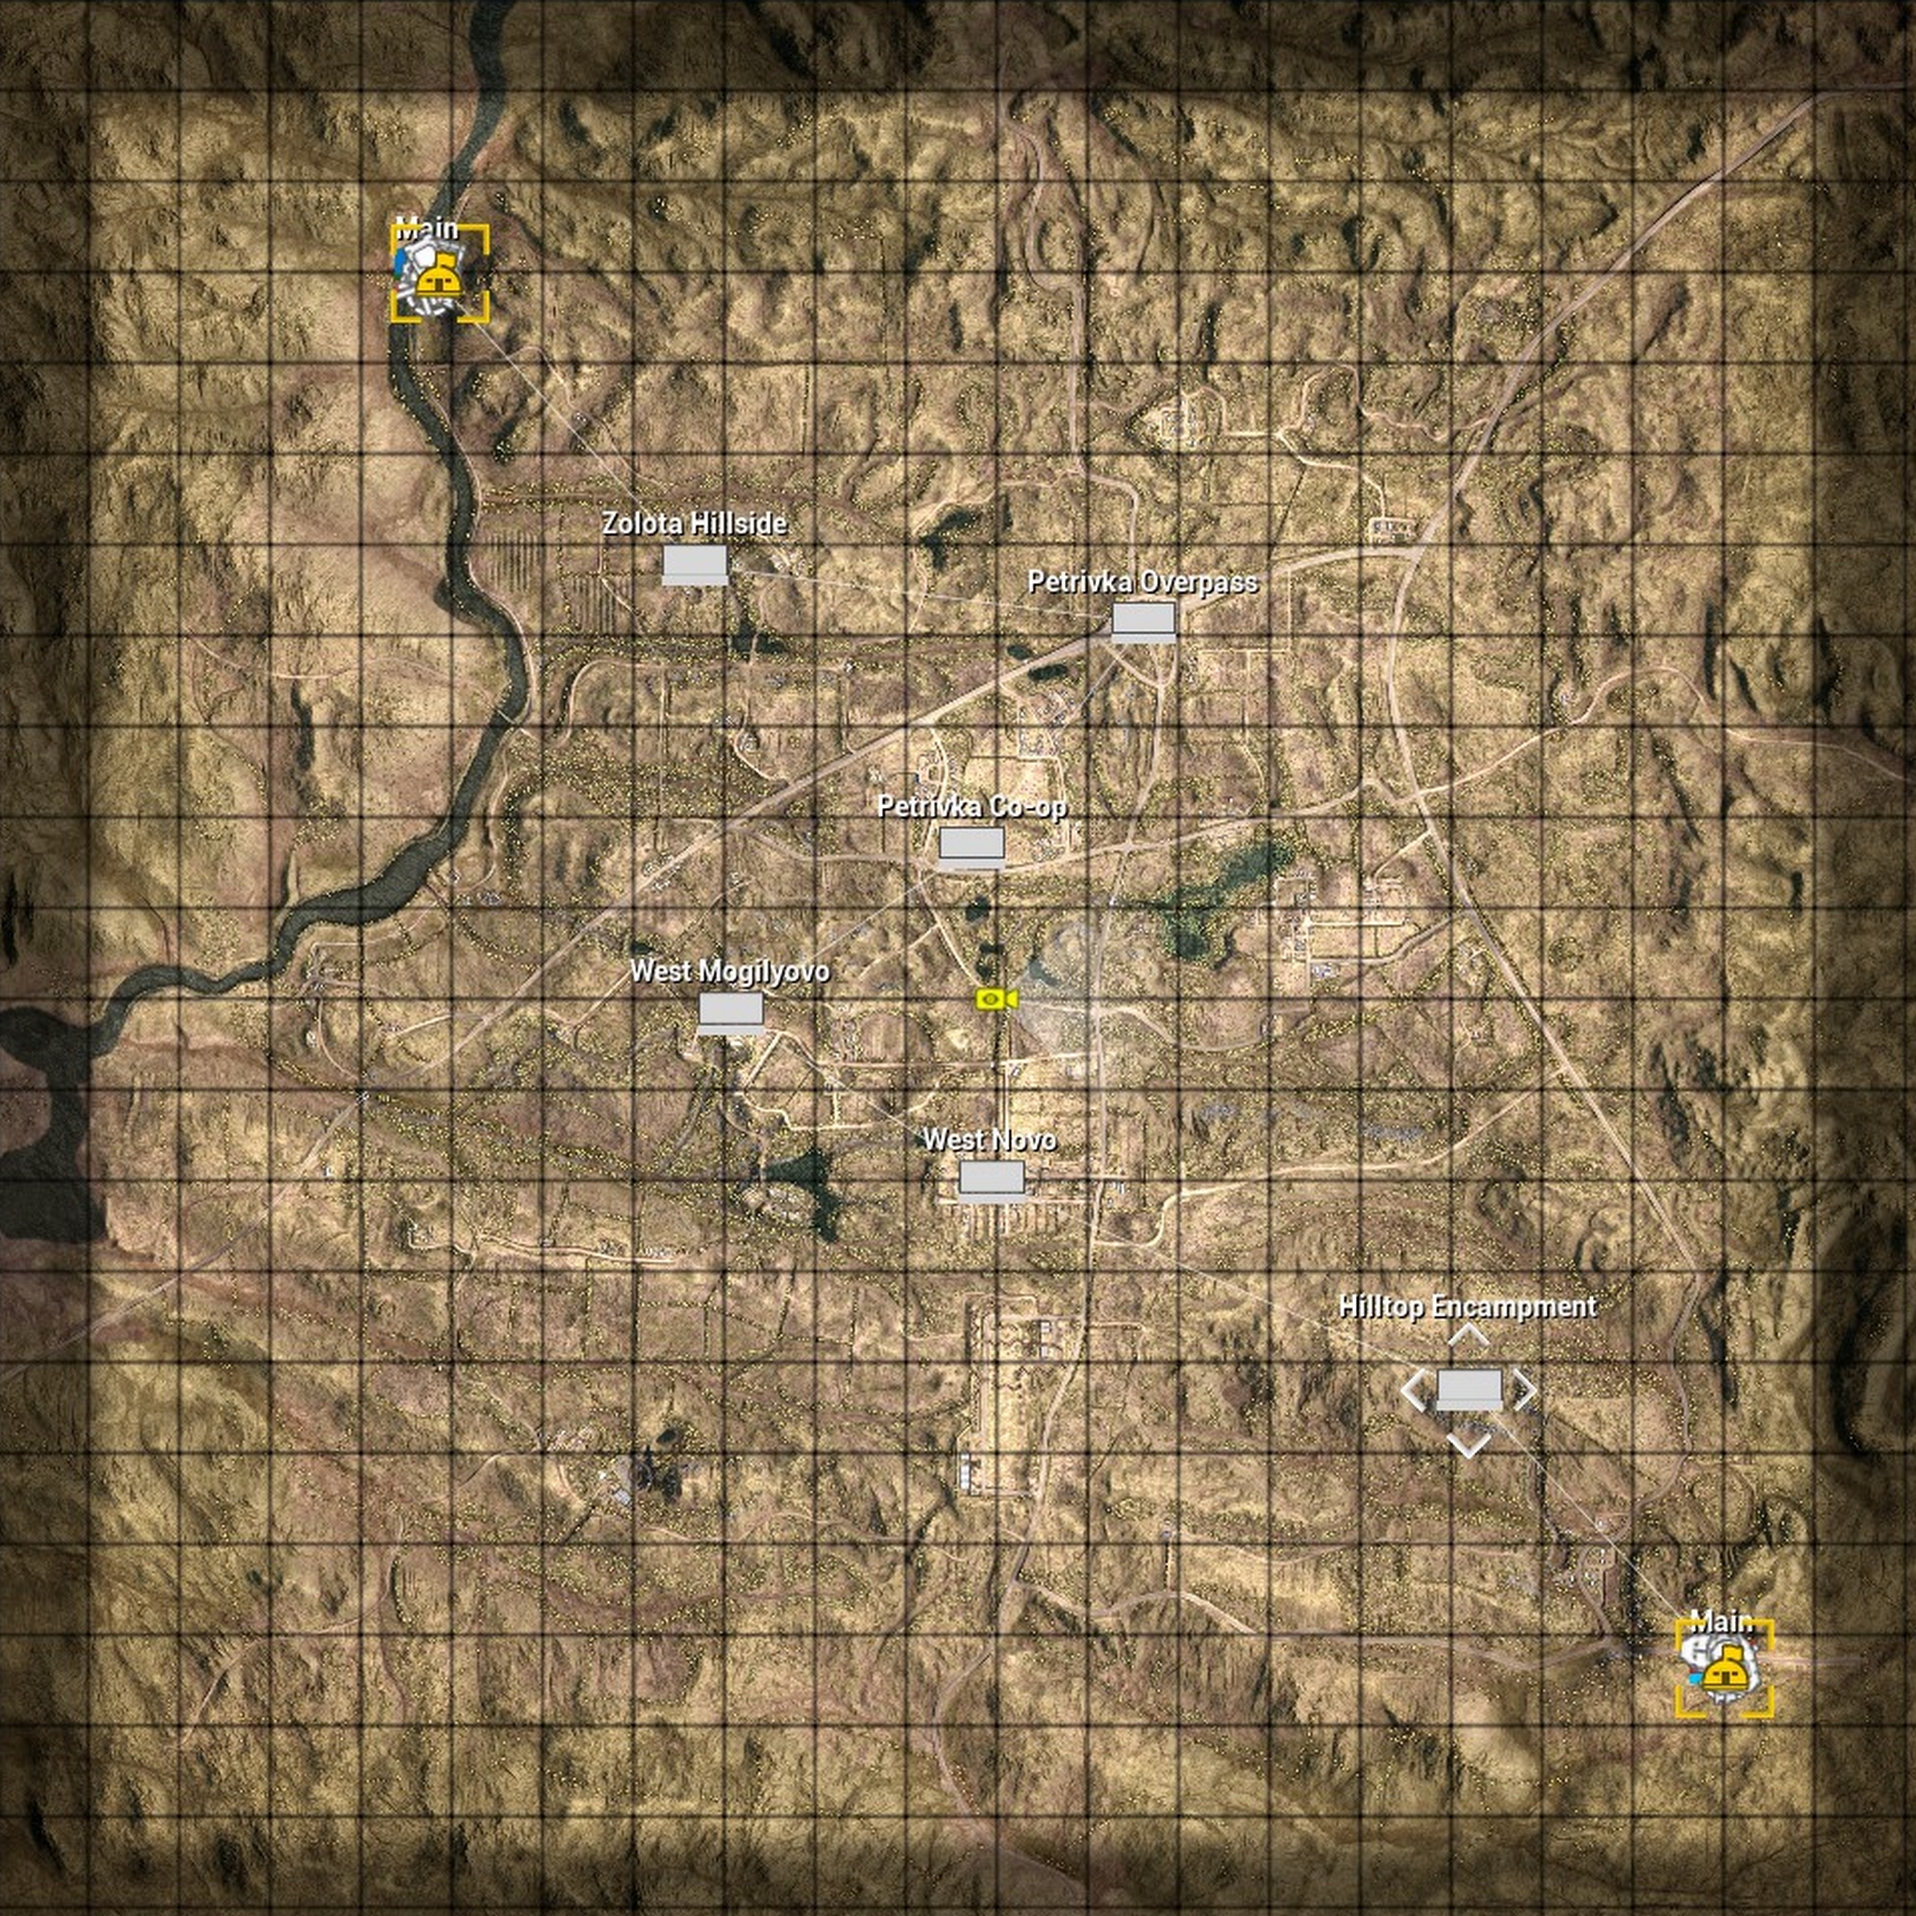 Main
Zolota Hillside
Petrivka Overpass
Petrivka Co-op
West Mogilyovo
West Novo
Hilltop Encampment
Main